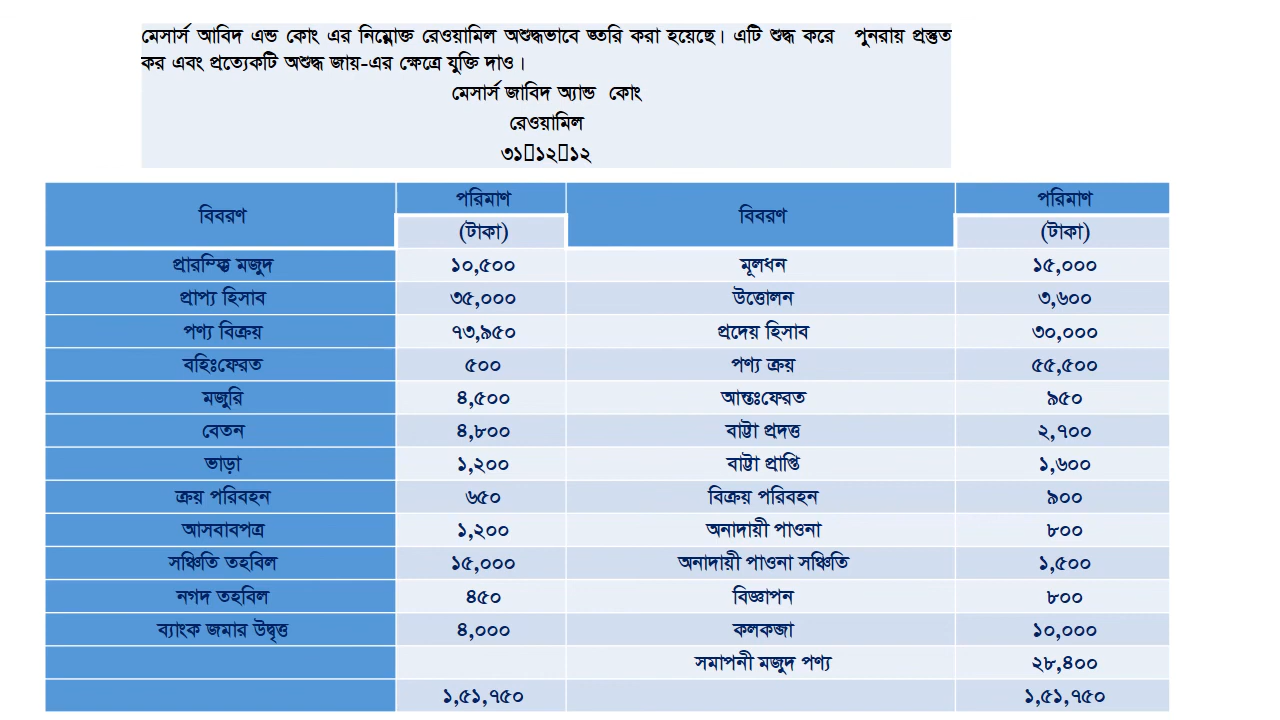 মেসার্স আবিদ এন্ড কোং এর নিম্নোক্ত রেওয়ামিল অশুদ্ধভাবে তৈরি করা হয়েছে। এটি শুদ্ধ করে পুনরায় প্রস্তুত
কর এবং প্রত্যেকটি অশুদ্ধ জায়-এর ক্ষেত্রে যুক্তি দাও।
মেসার্স জাবিদ অ্যান্ড কোং
রেওয়ামিল
৩১▯১২▯১২
বিবরণ পরিমাণ বিবরণ পরিমাণ
(টাকা) (টাকা)
প্রারম্ভিক মজুদ ১০,৫০০ মূলধন ১৫,০০০
প্রাপ্য হিসাব ৩৫,০০০ উত্তোলন ৩,৬০০
পণ্য বিক্রয় ৭৩,৯৫০ প্রদেয় হিসাব ৩০,০০০
বহিঃফেরত ৫০০ পণ্য ক্রয় ৫৫,৫০০
মজুরি ৪,৫০০ আন্তঃফেরত ৯৫০
বেতন ৪,৮০০ বাট্টা প্রদত্ত ২,৭০০
ভাড়া ১,২০০ বাট্টা প্রাপ্তি ১,৬০০
ক্রয় পরিবহন ৬৫০ বিক্রয় পরিবহন ৯০০
আসবাবপত্র ১,২০০ অনাদায়ী পাওনা ৮০০
সঞ্চিতি তহবিল ১৫,০০০ অনাদায়ী পাওনা সঞ্চিতি ১,৫০০
নগদ তহবিল ৪৫০ বিজ্ঞাপন ৮০০
ব্যাংক জমার উদ্বৃত্ত ৪,০০০ কলকব্জা ১০,০০০
সমাপনী মজুদ পণ্য ২৮,৪০০
১,৫১,৭৫০ ১,৫১,৭৫০